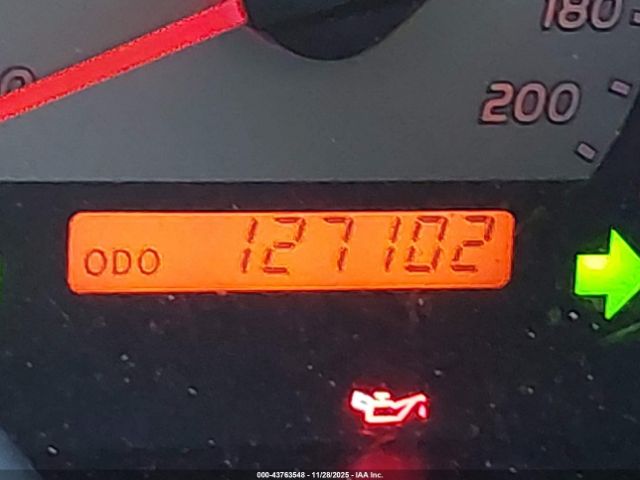 180
200
ODO 127102
000-43763548 - 11/28/2025 - IAA Inc.